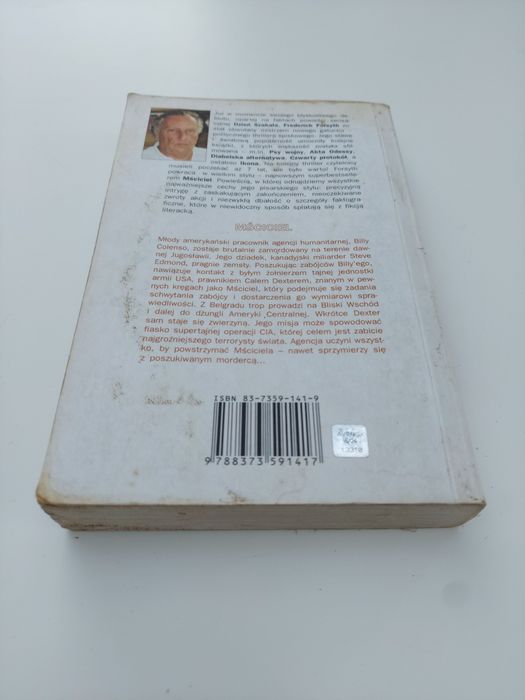 Już w momencie swojego błyskotliwego de-
biutu, opartej na faktach powieści sensa-
cyjnej Dzień Szakala, Frederick Forsyth zo-
stał obwołany mistrzem nowego gatunku -
politycznego thrillera spiskowego. Jego sławę
i światową popularność umocniły kolejne
książki, z których większość została sfil-
mowana - m.in. Psy wojny, Akta Odessy,
Diabelska alternatywa, Czwarty protokół, a
ostatnio Ikona. Na kolejny thriller czytelnicy
musieli poczekać aż 7 lat, ale było warto! Forsyth
powraca w wielkim stylu - najnowszym superbestselle-
rem Mściciel. Powieścią, w której odnajdziemy wszystkie
najważniejsze cechy jego pisarskiego stylu: precyzyjną
intrygę z zaskakującym zakończeniem, nieoczekiwane
zwroty akcji i niezwykłą dbałość o szczegóły faktogra-
ficzne, które w niewidoczny sposób splatają się z fikcją
literacką.
MŚCICIEL
Młody amerykański pracownik agencji humanitarnej, Billy
Colenso, zostaje brutalnie zamordowany na terenie daw-
nej Jugosławii. Jego dziadek, kanadyjski miliarder Steve
Edmond, pragnie zemsty. Poszukując zabójców Billy'ego,
nawiązuje kontakt z byłym żołnierzem tajnej jednostki
armii USA, prawnikiem Calem Dexterem, znanym w pew-
nych kręgach jako Mściciel, który podejmuje się zadania
schwytania zabójcy i dostarczenia go wymiarowi spra-
wiedliwości. Z Belgradu trop prowadzi na Bliski Wschód
i dalej do dżungli Ameryki Centralnej. Wkrótce Dexter
sam staje się zwierzyną. Jego misja może spowodować
fiasko supertajnej operacji CIA, której celem jest zabicie
najgroźniejszego terrorysty świata. Agencja uczyni wszyst-
ko, by powstrzymać Mściciela – nawet sprzymierzy się
z poszukiwanym mordercą...
ISBN 83-7359-141-9
9 788373 591417